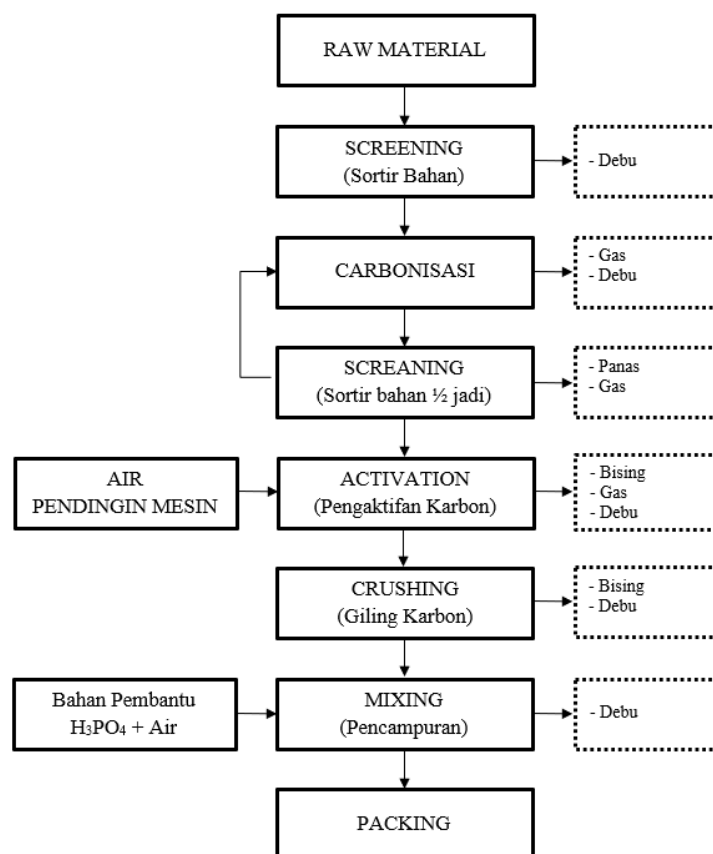 RAW MATERIAL
SCREENING
(Sortir Bahan)
- Debu
CARBONISASI
- Gas
- Debu
SCREANING
(Sortir bahan ½ jadi)
- Panas
- Gas
AIR
PENDINGIN MESIN
ACTIVATION
(Pengaktifan Karbon)
- Bising
- Gas
- Debu
CRUSHING
(Giling Karbon)
- Bising
- Debu
Bahan Pembantu
H₃PO₄ + Air
MIXING
(Pencampuran)
- Debu
PACKING